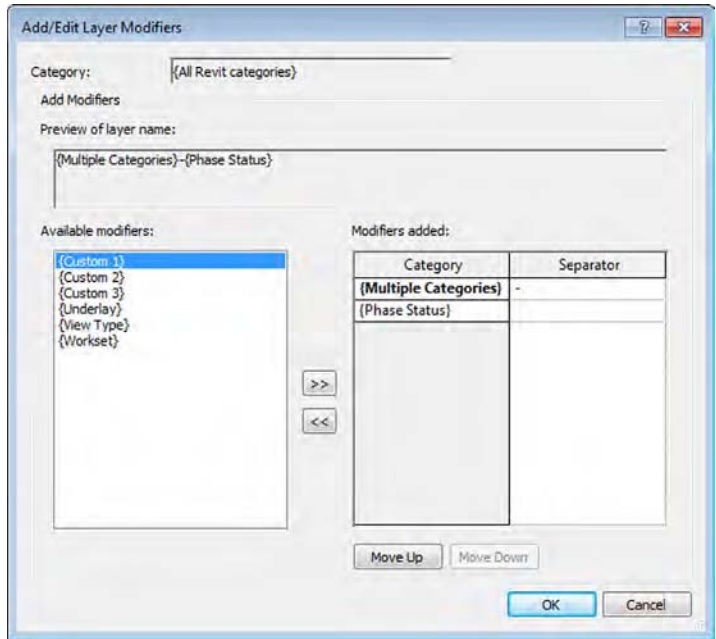 Add/Edit Layer Modifiers
Category: {All Revit categories}
Add Modifiers
Preview of layer name:
{Multiple Categories}-{Phase Status}
Available modifiers:
{Custom 1}
{Custom 2}
{Custom 3}
{Underlay}
{View Type}
{Workset}
>>
<<
Modifiers added:
Category Separator
{Multiple Categories} -
{Phase Status}
Move Up Move Down
OK Cancel